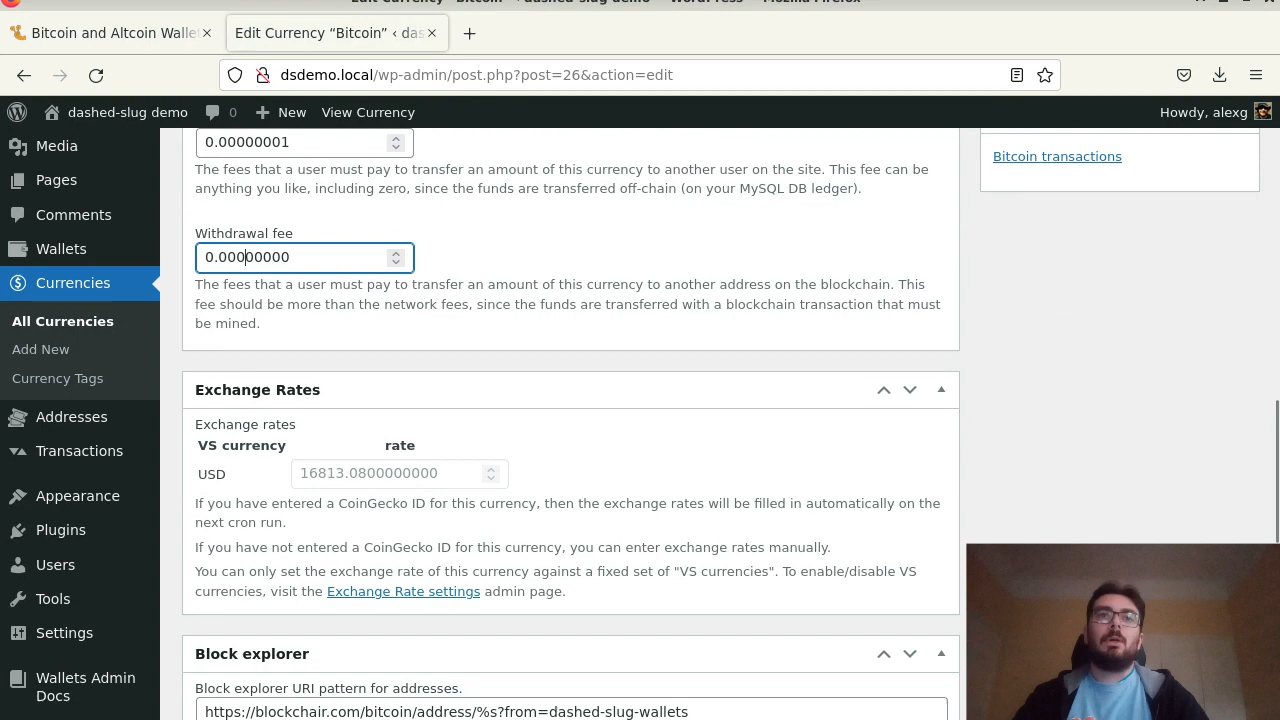 Edit Currency “Bitcoin” ‹ dashed-slug demo — WordPress — Mozilla Firefox
Bitcoin and Altcoin Walle
Edit Currency “Bitcoin” ‹ das
dsdemo.local/wp-admin/post.php?post=26&action=edit
dashed-slug demo
0
New
View Currency
Howdy, alexg
Media
Pages
Comments
Wallets
Currencies
All Currencies
Add New
Currency Tags
Addresses
Transactions
Appearance
Plugins
Users
Tools
Settings
Wallets Admin
Docs
0.00000001
The fees that a user must pay to transfer an amount of this currency to another user on the site. This fee can be
anything you like, including zero, since the funds are transferred off-chain (on your MySQL DB ledger).
Withdrawal fee
0.00000000
The fees that a user must pay to transfer an amount of this currency to another address on the blockchain. This
fee should be more than the network fees, since the funds are transferred with a blockchain transaction that must
be mined.
Exchange Rates
Exchange rates
VS currency rate
USD 16813.0800000000
If you have entered a CoinGecko ID for this currency, then the exchange rates will be filled in automatically on the
next cron run.
If you have not entered a CoinGecko ID for this currency, you can enter exchange rates manually.
You can only set the exchange rate of this currency against a fixed set of "VS currencies". To enable/disable VS
currencies, visit the Exchange Rate settings admin page.
Block explorer
Block explorer URI pattern for addresses.
https://blockchair.com/bitcoin/address/%s?from=dashed-slug-wallets
Bitcoin transactions